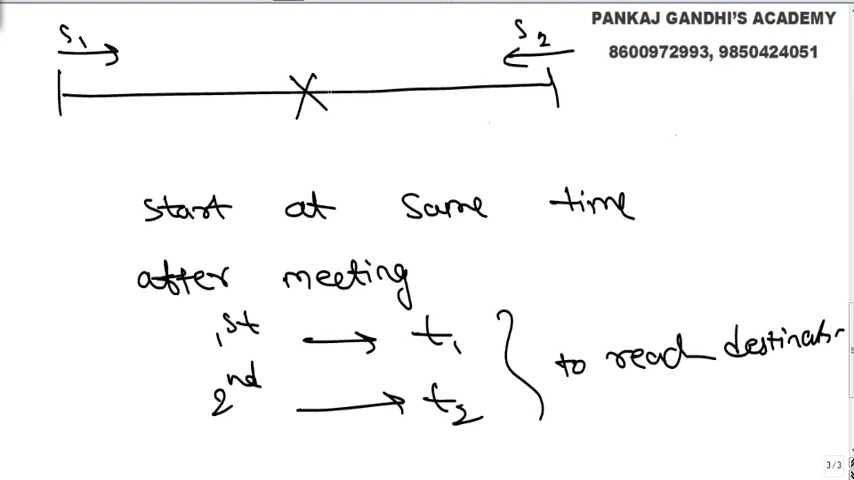 PANKAJ GANDHI'S ACADEMY
8600972993, 9850424051
S1 S2
start at same time
after meeting
1st → t1
2nd → t2
to reach destination
3/3